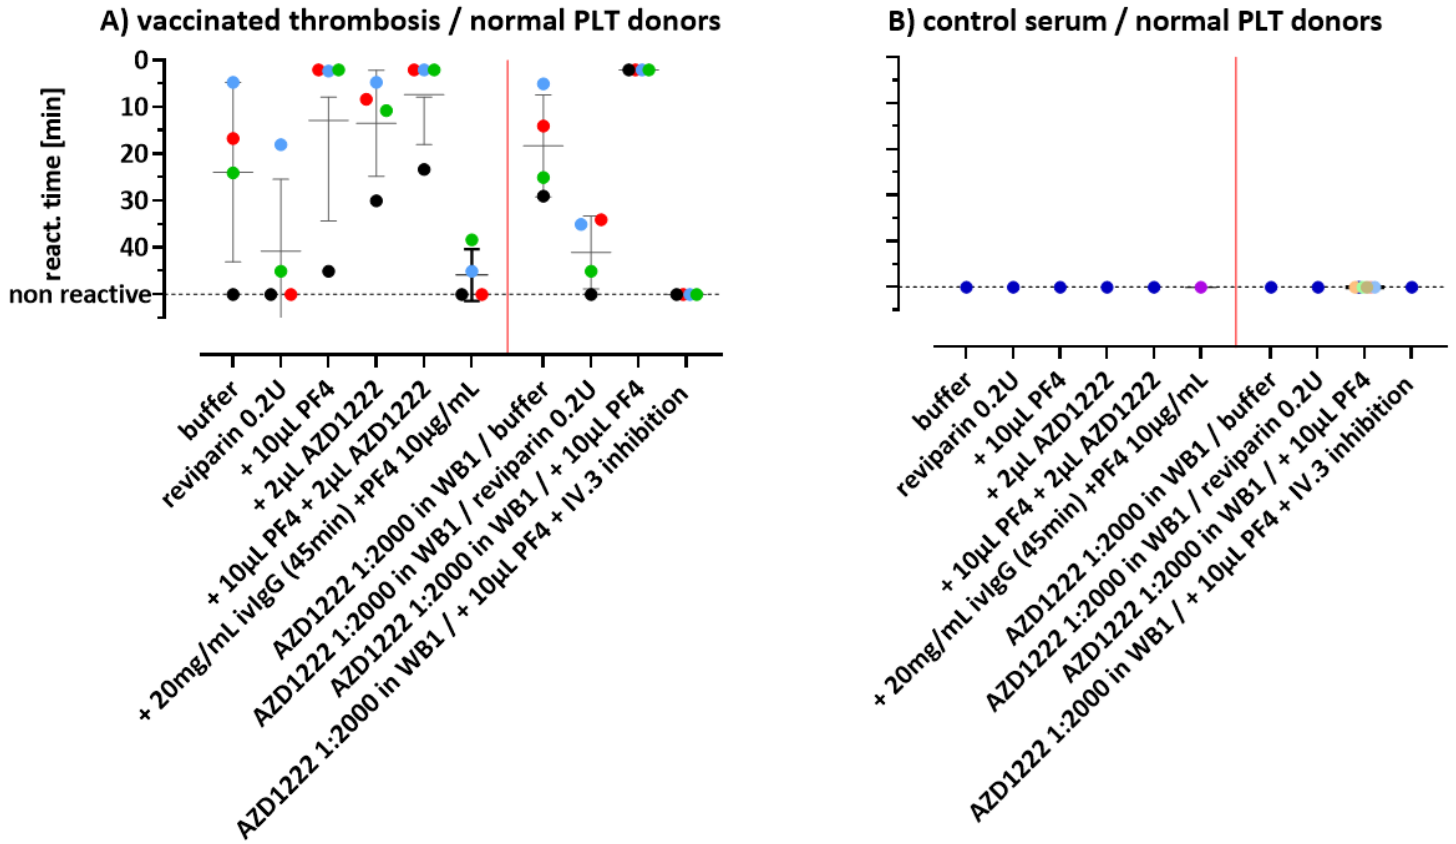 A) vaccinated thrombosis / normal PLT donors
react. time [min]
0
10
20
30
40
non reactive
buffer
reviparin 0.2U
+ 10µL PF4
+ 2µL AZD1222
+ 10µL PF4 + 2µL AZD1222
+ 20mg/mL ivIgG (45min) +PF4 10µg/mL
AZD1222 1:2000 in WB1 / buffer
AZD1222 1:2000 in WB1 / reviparin 0.2U
AZD1222 1:2000 in WB1 / + 10µL PF4
AZD1222 1:2000 in WB1 / + 10µL PF4 + IV.3 inhibition
B) control serum / normal PLT donors
buffer
reviparin 0.2U
+ 10µL PF4
+ 2µL AZD1222
+ 10µL PF4 + 2µL AZD1222
+ 20mg/mL ivIgG (45min) +PF4 10µg/mL
AZD1222 1:2000 in WB1 / buffer
AZD1222 1:2000 in WB1 / reviparin 0.2U
AZD1222 1:2000 in WB1 / + 10µL PF4
AZD1222 1:2000 in WB1 / + 10µL PF4 + IV.3 inhibition